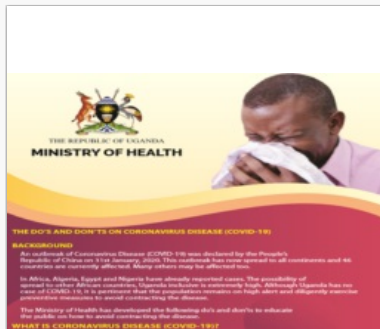 THE REPUBLIC OF UGANDA
MINISTRY OF HEALTH
THE DO'S AND DON'TS ON CORONAVIRUS DISEASE (COVID-19)
BACKGROUND
An outbreak of Coronavirus Disease (COVID-19) was declared by the People's
Republic of China on 11st January, 2020. This outbreak has now spread to all continents and 46
countries are currently affected. Many others may be affected too.
In Africa, Algeria, Egypt and Nigeria have already reported cases. The possibility of
spread to other African countries, Uganda inclusive is extremely high. Although Uganda has no
case of COVID-19, it is pertinent that the population remains on high alert and diligently exercise
preventive measures to avoid contracting the disease.
The Ministry of Health has developed the following do's and don'ts to educate
the public on how to avoid contracting the disease.
WHAT IS CORONAVIRUS DISEASE (COVID-19)?